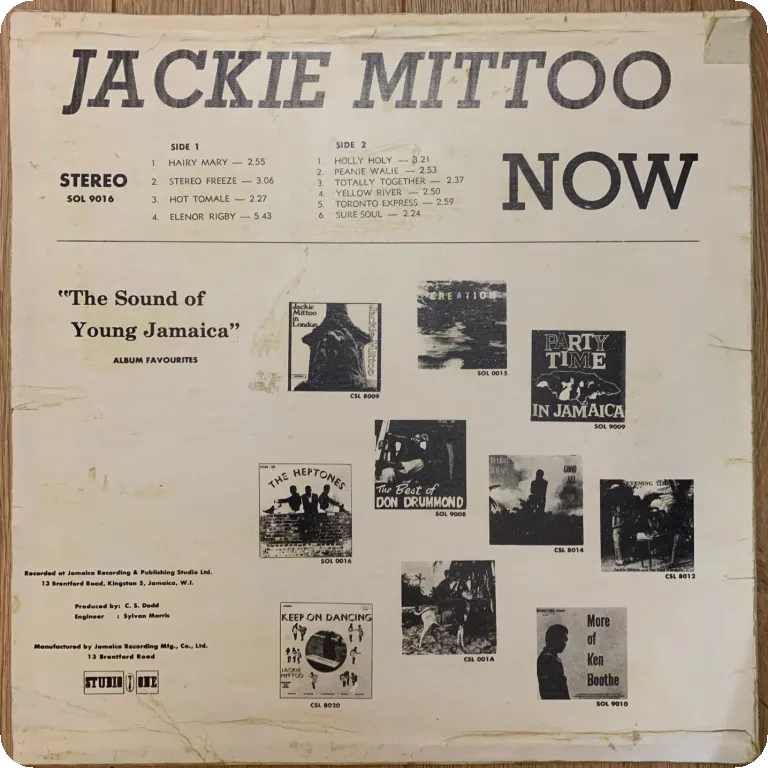 JACKIE MITTOO
NOW
STEREO
SOL 9016
SIDE 1
1. HAIRY MARY — 2.55
2. STEREO FREEZE — 3.06
3. HOT TOMALE — 2.27
4. ELENOR RIGBY — 5.43
SIDE 2
1. HOLLY HOLY — 3 21
2. PEANIE WALIE — 2.53
3. TOTALLY TOGETHER — 2.37
4. YELLOW RIVER — 2.50
5. TORONTO EXPRESS — 2.59
6. SURE SOUL — 2.24
"The Sound of
Young Jamaica"
ALBUM FAVOURITES
Jackie
Mittoo
in
London
Jackie Mittoo
CSL 8009
CREATION
SOL 0015
PARTY
TIME
IN JAMAICA
SOL 9009
THE HEPTONES
SOL 0016
The Best of
DON DRUMMOND
SOL 9008
CSL 8014
EVENING TIME
CSL 8012
KEEP ON DANCING
JACKIE
MITTOO
CSL 8020
CSL 001A
More
of
Ken
Boothe
SOL 9010
Recorded at Jamaica Recording & Publishing Studio Ltd.
13 Brentford Road, Kingston 5, Jamaica, W.I.
Produced by: C. S. Dodd
Engineer : Sylvan Morris
Manufactured by Jamaica Recording Mfg., Co., Ltd.
13 Brentford Road
STUDIO ONE